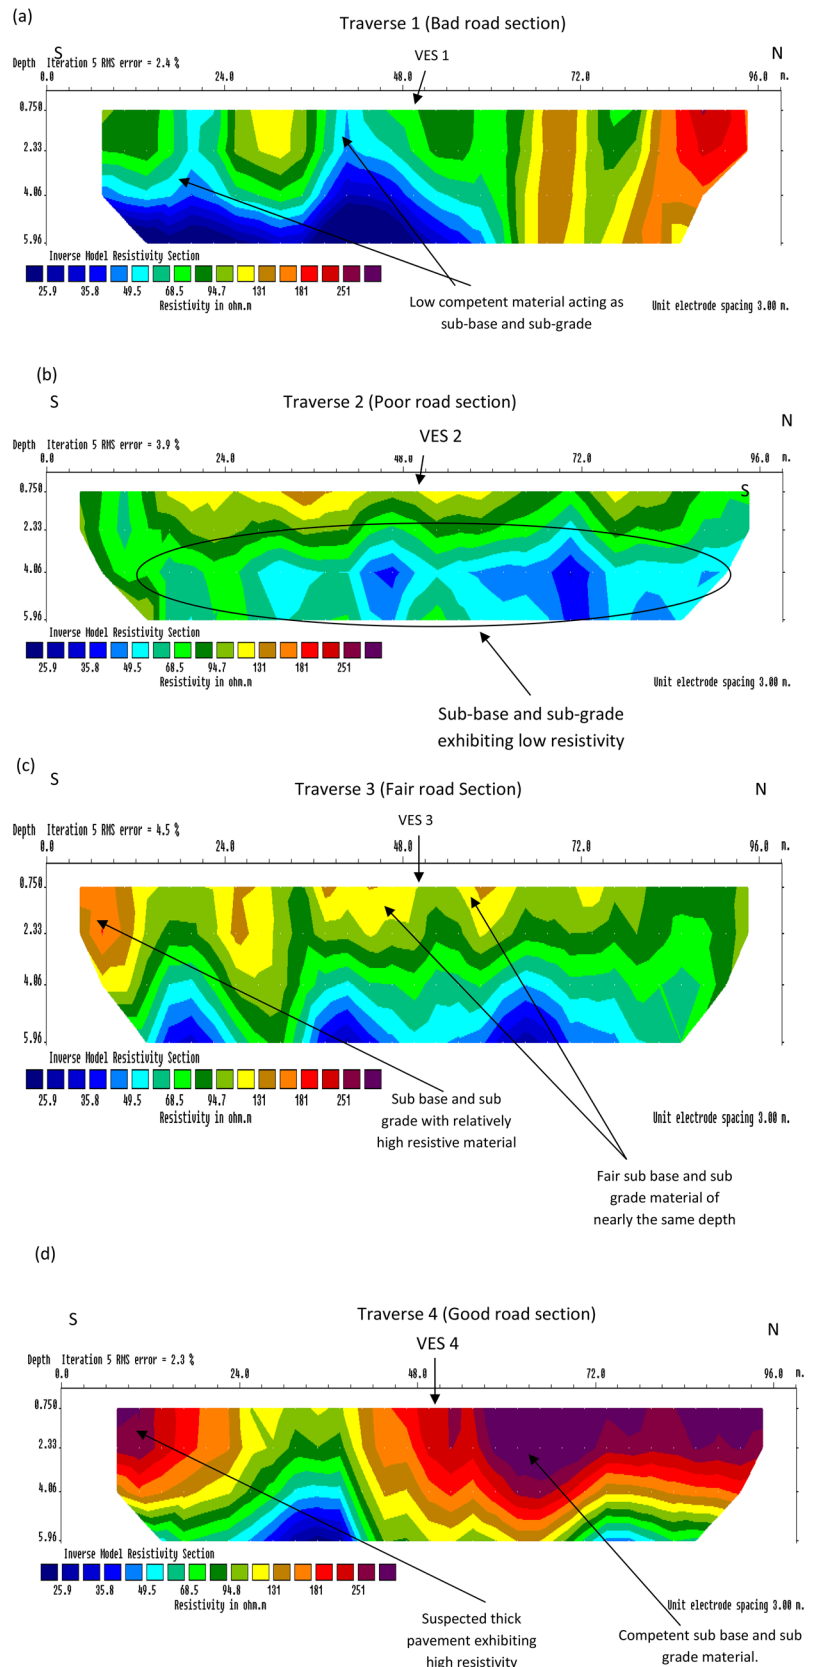 (a)
Traverse 1 (Bad road section)
S
VES 1
N
Depth Iteration 5 RMS error = 2.4 %
0.0 24.0 48.0 72.0 96.0 m.
0.750
2.33
4.06
5.96
Inverse Model Resistivity Section
25.9 35.8 49.5 68.5 94.7 131 181 251
Resistivity in ohm.m
Low competent material acting as
sub-base and sub-grade
Unit electrode spacing 3.00 m.
(b)
S
Traverse 2 (Poor road section)
N
VES 2
Depth Iteration 5 RMS error = 3.9 %
0.0 24.0 48.0 72.0 96.0 m.
0.750
S
2.33
4.06
5.96
Inverse Model Resistivity Section
25.9 35.8 49.5 68.5 94.7 131 181 251
Resistivity in ohm.m
Unit electrode spacing 3.00 m.
Sub-base and sub-grade
exhibiting low resistivity
(c)
S
Traverse 3 (Fair road Section)
N
VES 3
Depth Iteration 5 RMS error = 4.5 %
0.0 24.0 48.0 72.0 96.0 m.
0.750
2.33
4.06
5.96
Inverse Model Resistivity Section
25.9 35.8 49.5 68.5 94.7 131 181 251
Resistivity in ohm.m
Unit electrode spacing 3.00 m.
Sub base and sub
grade with relatively
high resistive material
Fair sub base and sub
grade material of
nearly the same depth
(d)
S
Traverse 4 (Good road section)
N
VES 4
Depth Iteration 5 RMS error = 2.3 %
0.0 24.0 48.0 72.0 96.0 m.
0.750
2.33
4.06
5.96
Inverse Model Resistivity Section
25.9 35.8 49.5 68.5 94.8 131 181 251
Resistivity in ohm.m
Unit electrode spacing 3.00 m.
Suspected thick
pavement exhibiting
high resistivity
Competent sub base and sub
grade material.